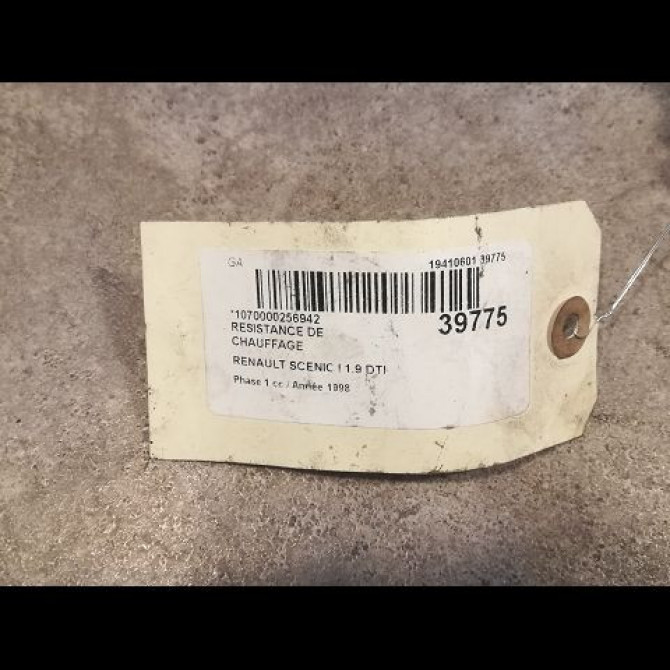 GA 19410601 39775
*1070000256942 39775
RESISTANCE DE
CHAUFFAGE
RENAULT SCENIC I 1.9 DTI
Phase 1 cc / Année 1998